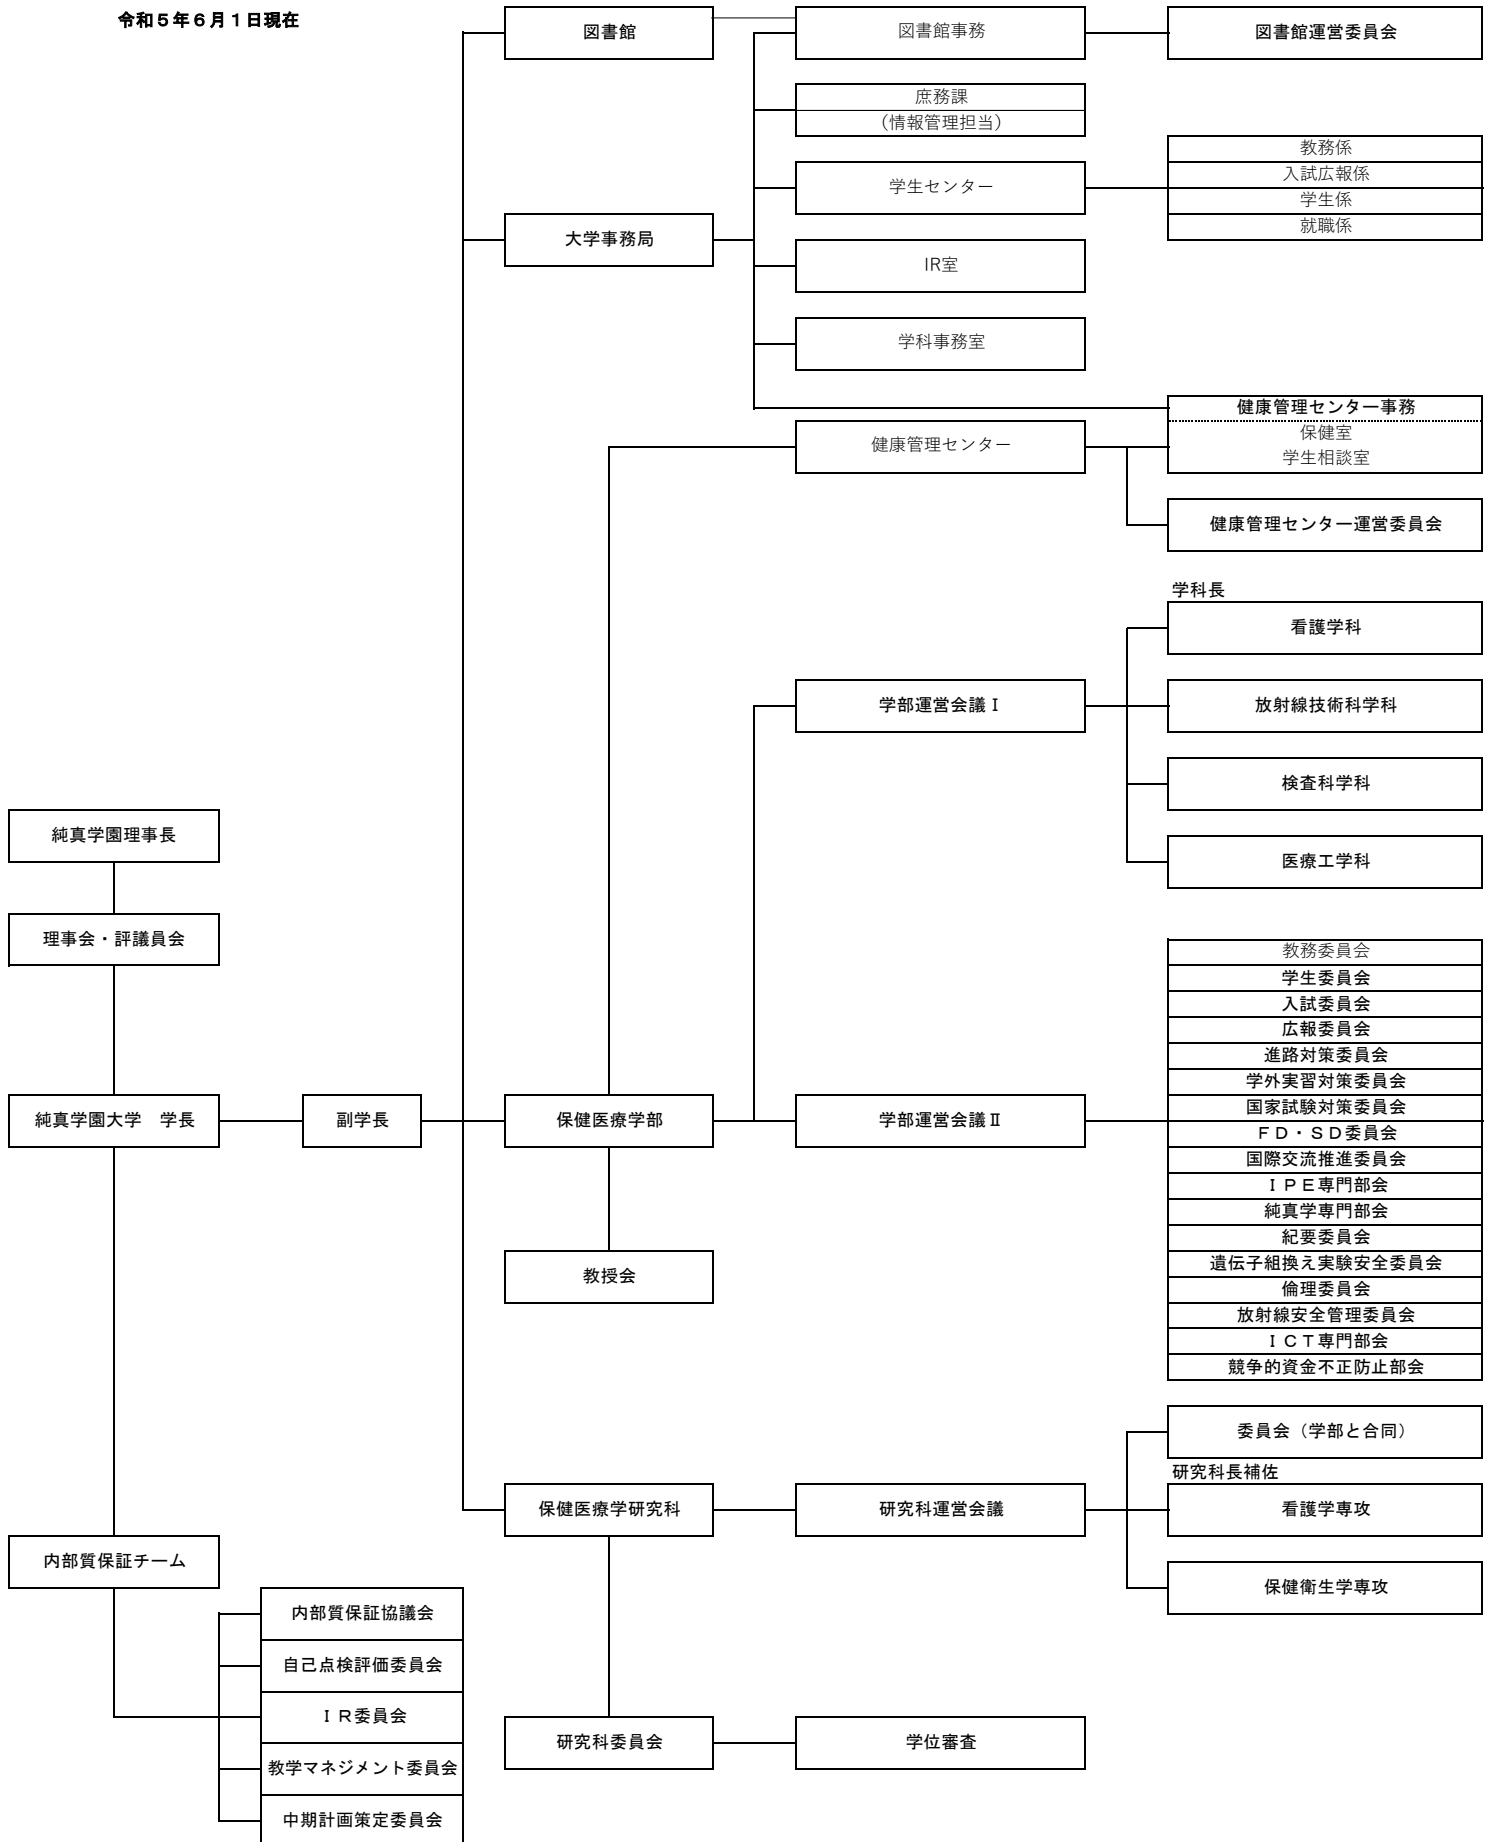 令和５年６月１日現在
図書館
図書館事務
図書館運営委員会
庶務課
（情報管理担当）
教務係
入試広報係
学生センター
学生係
就職係
大学事務局
IR室
学科事務室
健康管理センター事務
健康管理センター
保健室
学生相談室
健康管理センター運営委員会
学科長
看護学科
学部運営会議Ⅰ
放射線技術科学科
検査科学科
純真学園理事長
医療工学科
理事会・評議員会
教務委員会
学生委員会
入試委員会
広報委員会
進路対策委員会
学外実習対策委員会
国家試験対策委員会
純真学園大学　学長
副学長
保健医療学部
学部運営会議Ⅱ
ＦＤ・ＳＤ委員会
国際交流推進委員会
ＩＰＥ専門部会
純真学専門部会
紀要委員会
遺伝子組換え実験安全委員会
教授会
倫理委員会
放射線安全管理委員会
ＩＣＴ専門部会
競争的資金不正防止部会
委員会（学部と合同）
研究科長補佐
保健医療学研究科
研究科運営会議
看護学専攻
内部質保証チーム
保健衛生学専攻
内部質保証協議会
自己点検評価委員会
ＩＲ委員会
研究科委員会
学位審査
教学マネジメント委員会
中期計画策定委員会